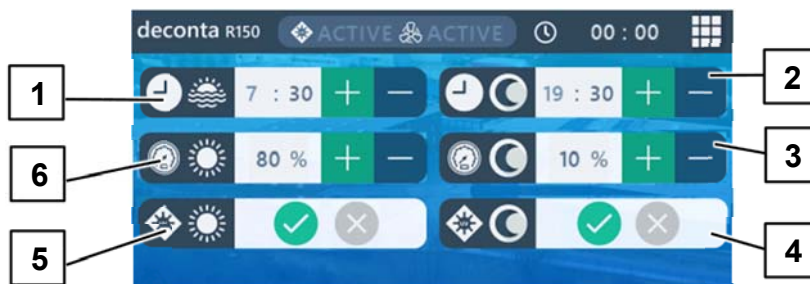 deconta R150 ACTIVE ACTIVE 00 : 00
1 7 : 30 + − 19 : 30 + − 2
6 80 % + − 10 % + − 3
5 4